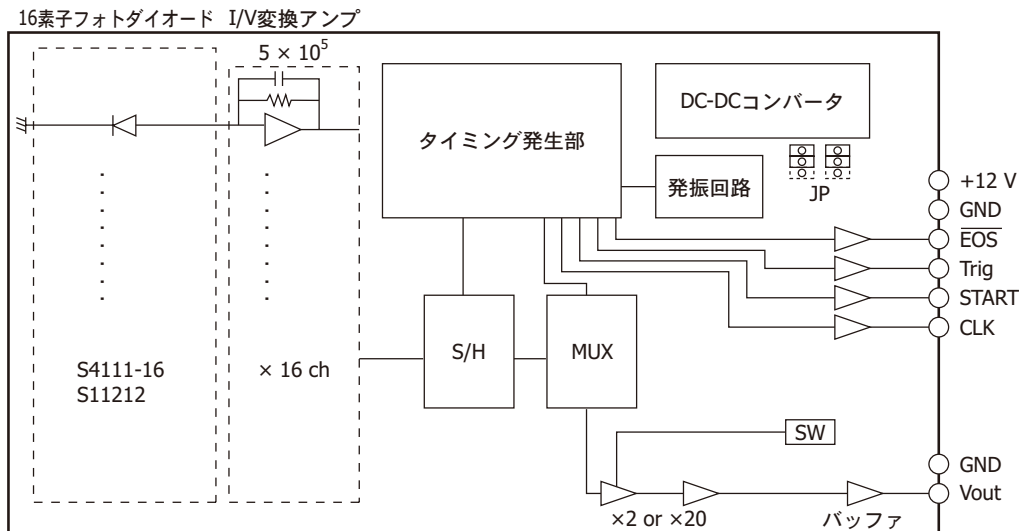 16素子フォトダイオード I/V変換アンプ
5 × 10⁵
DC-DCコンバータ
タイミング発生部
発振回路
JP
+12 V
GND
E̅O̅S̅
Trig
START
CLK
S/H
MUX
S4111-16
S11212
× 16 ch
SW
GND
Vout
×2 or ×20
バッファ